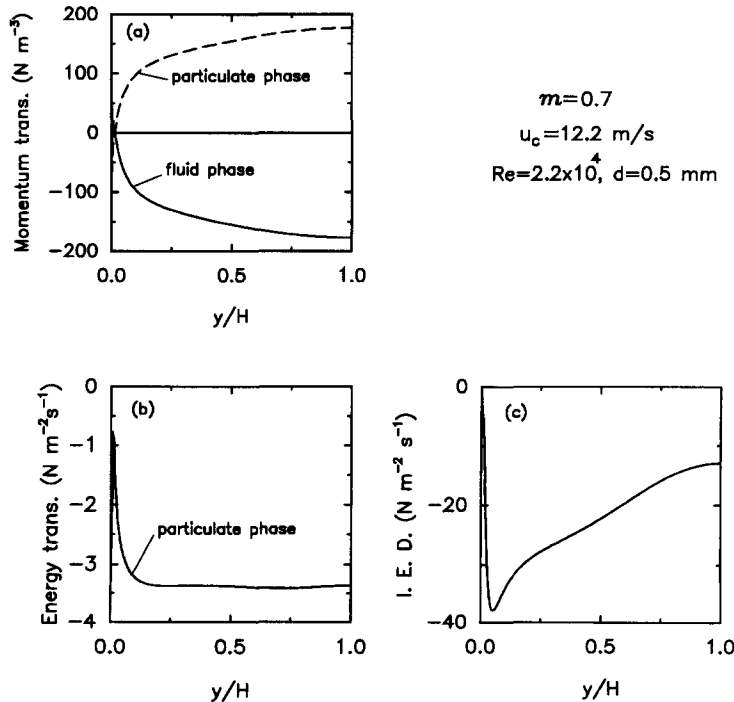 (a)
Momentum trans. (N m⁻³)
200
100
0
−100
−200
particulate phase
fluid phase
0.0 0.5 1.0
y/H
m=0.7
u_c=12.2 m/s
Re=2.2x10⁴, d=0.5 mm
(b)
Energy trans. (N m⁻²s⁻¹)
0
−1
−2
−3
−4
particulate phase
0.0 0.5 1.0
y/H
(c)
I. E. D. (N m⁻² s⁻¹)
0
−20
−40
0.0 0.5 1.0
y/H